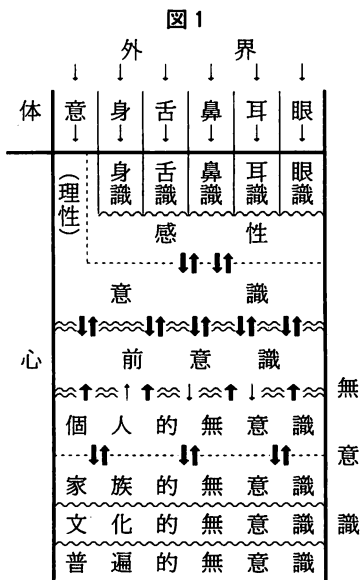 図1
外 界
体 意 身 舌 鼻 耳 眼
(理性) 身識 舌識 鼻識 耳識 眼識
感 性
意 識
心 前 意 識
無
個 人 的 無 意 識
意
家 族 的 無 意 識
文 化 的 無 意 識 識
普 遍 的 無 意 識